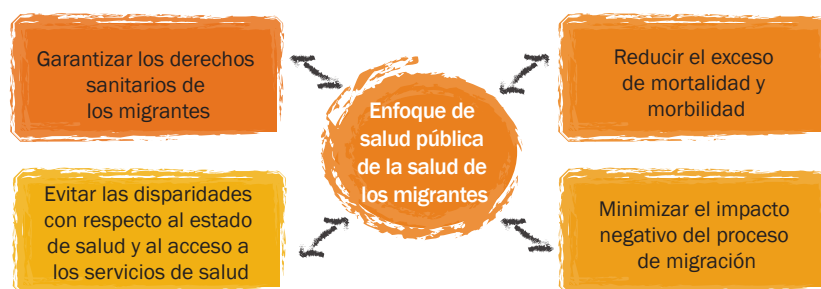 Garantizar los derechos
sanitarios de
los migrantes
Reducir el exceso
de mortalidad y
morbilidad
Enfoque de
salud pública
de la salud de
los migrantes
Evitar las disparidades
con respecto al estado
de salud y al acceso a
los servicios de salud
Minimizar el impacto
negativo del proceso
de migración